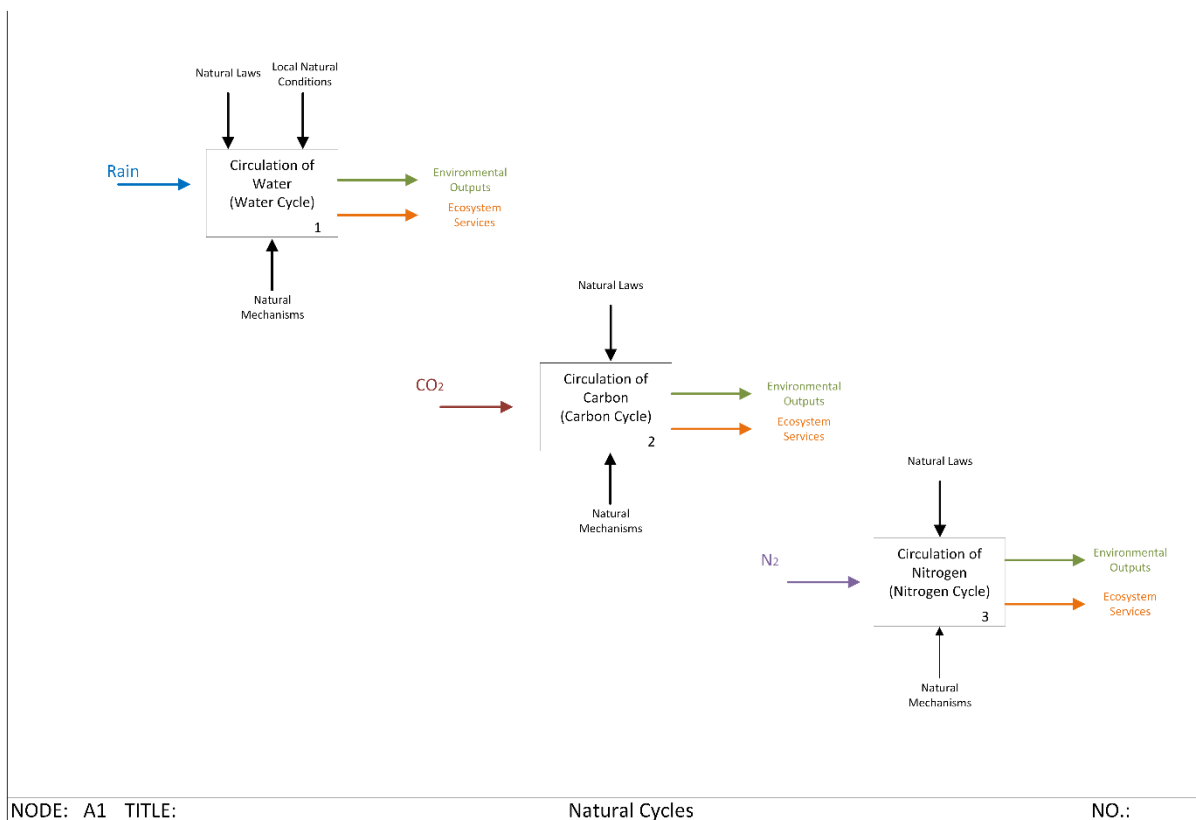 Natural Laws
Local Natural
Conditions
Rain
Circulation of
Water
(Water Cycle)
1
Environmental
Outputs
Ecosystem
Services
Natural
Mechanisms
Natural Laws
CO2
Circulation of
Carbon
(Carbon Cycle)
2
Environmental
Outputs
Ecosystem
Services
Natural
Mechanisms
Natural Laws
N2
Circulation of
Nitrogen
(Nitrogen Cycle)
3
Environmental
Outputs
Ecosystem
Services
Natural
Mechanisms
NODE: A1 TITLE: Natural Cycles NO.: